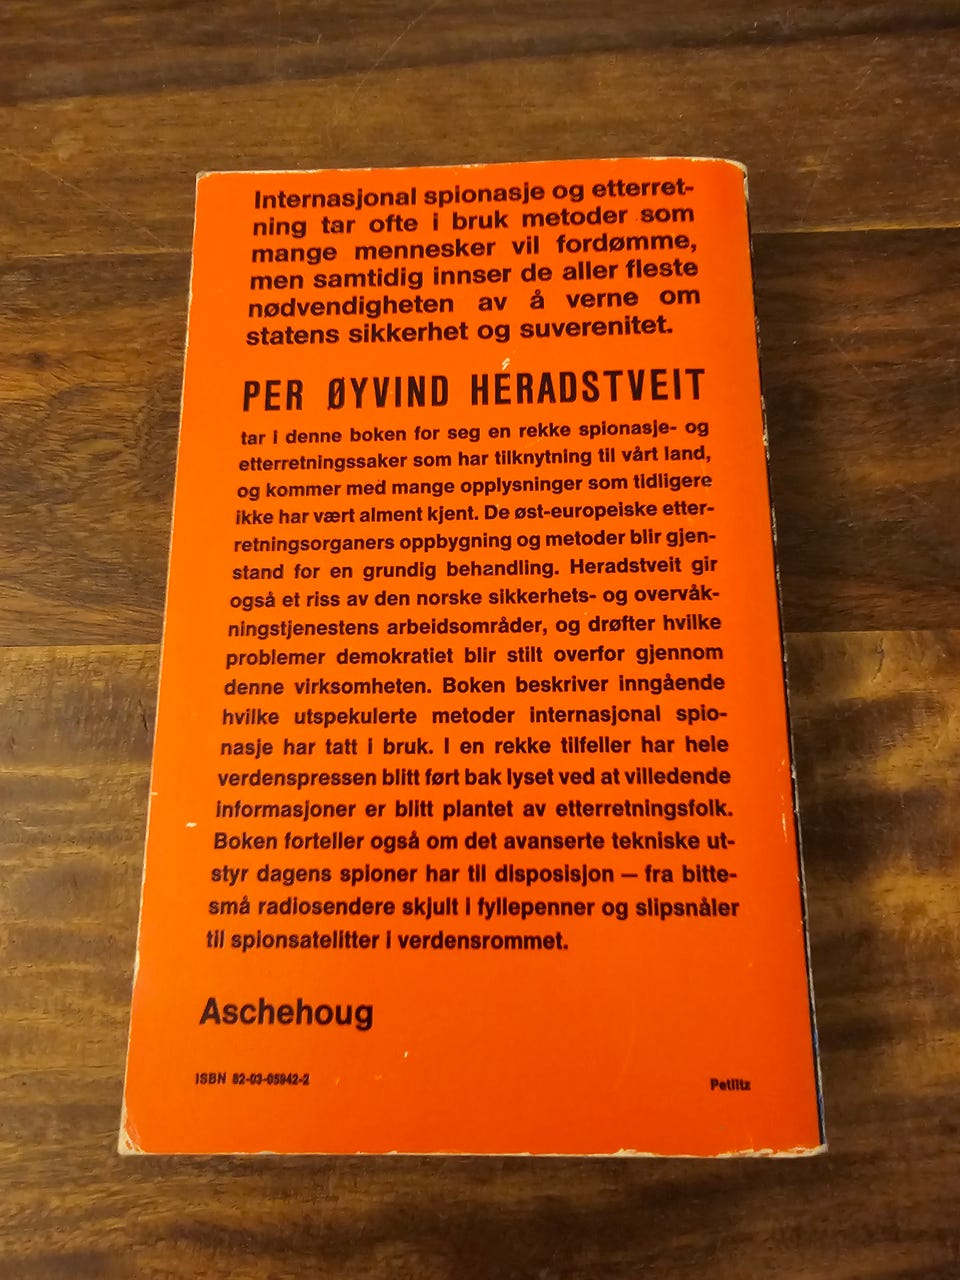 Internasjonal spionasje og etterret-
ning tar ofte i bruk metoder som
mange mennesker vil fordømme,
men samtidig innser de aller fleste
nødvendigheten av å verne om
statens sikkerhet og suverenitet.
PER ØYVIND HERADSTVEIT
tar i denne boken for seg en rekke spionasje- og
etterretningssaker som har tilknytning til vårt land,
og kommer med mange opplysninger som tidligere
ikke har vært alment kjent. De øst-europeiske etter-
retningsorganers oppbygning og metoder blir gjen-
stand for en grundig behandling. Heradstveit gir
også et riss av den norske sikkerhets- og overvåk-
ningstjenestens arbeidsområder, og drøfter hvilke
problemer demokratiet blir stilt overfor gjennom
denne virksomheten. Boken beskriver inngående
hvilke utspekulerte metoder internasjonal spio-
nasje har tatt i bruk. I en rekke tilfeller har hele
verdenspressen blitt ført bak lyset ved at villedende
informasjoner er blitt plantet av etterretningsfolk.
Boken forteller også om det avanserte tekniske ut-
styr dagens spioner har til disposisjon — fra bitte-
små radiosendere skjult i fyllepenner og slipsnåler
til spionsatelitter i verdensrommet.
Aschehoug
ISBN 82-03-05942-2
Petlitz